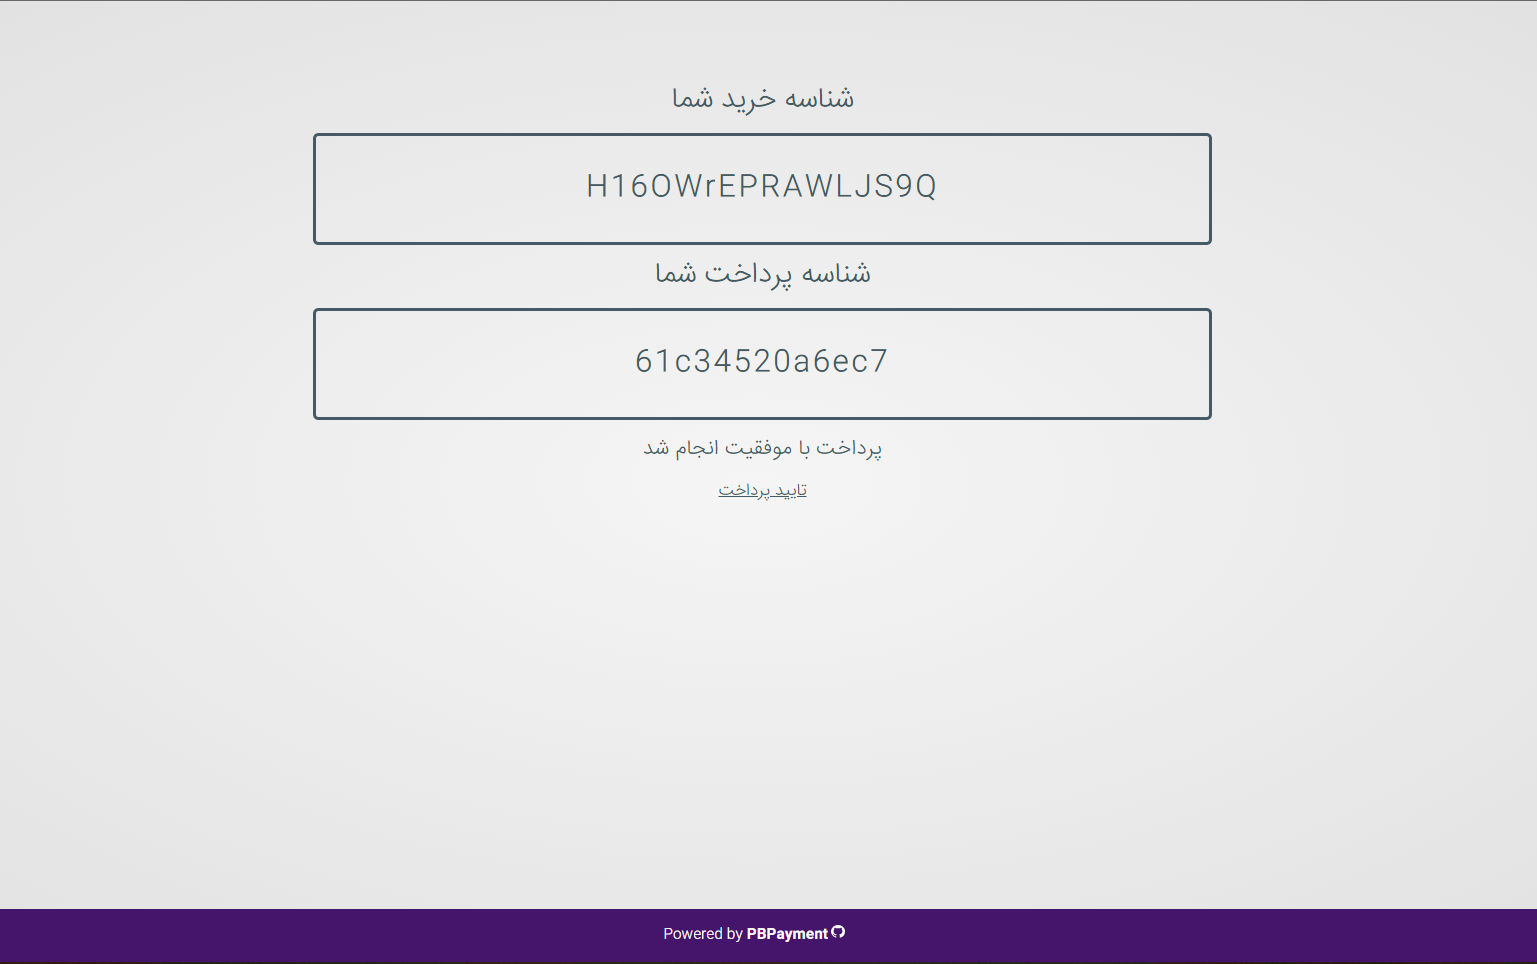 شناسه خرید شما
H16OWrEPRAWLJS9Q
شناسه پرداخت شما
61c34520a6ec7
پرداخت با موفقیت انجام شد
تایید پرداخت
Powered by PBPayment